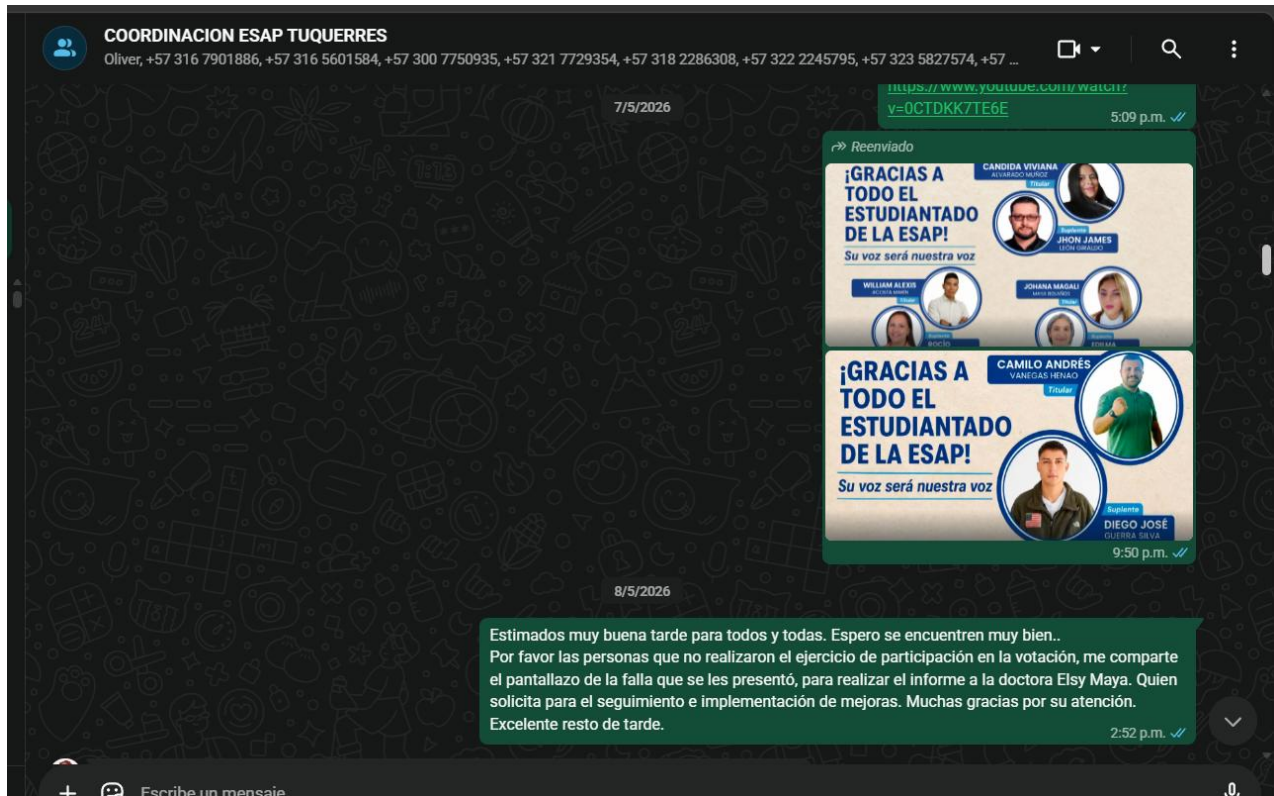 COORDINACION ESAP TUQUERRES
Oliver, +57 316 7901886, +57 316 5601584, +57 300 7750935, +57 321 7729354, +57 318 2286308, +57 322 2245795, +57 323 5827574, +57 ...
7/5/2026
https://www.youtube.com/watch?
v=0CTDKK7TE6E
5:09 p.m.
Reenviado
¡GRACIAS A
TODO EL
ESTUDIANTADO
DE LA ESAP!
Su voz será nuestra voz
CANDIDA VIVIANA
ALVARADO MUÑOZ
Titular
Suplente
JHON JAMES
LEÓN GIRALDO
WILLIAM ALEXIS
ACOSTA MARÍN
Titular
Suplente
ROCÍO
JOHANA MAGALI
MAYA BOLAÑOS
Titular
Suplente
EDILMA
¡GRACIAS A
TODO EL
ESTUDIANTADO
DE LA ESAP!
Su voz será nuestra voz
CAMILO ANDRÉS
VANEGAS HENAO
Titular
Suplente
DIEGO JOSÉ
GUERRA SILVA
9:50 p.m.
8/5/2026
Estimados muy buena tarde para todos y todas. Espero se encuentren muy bien..
Por favor las personas que no realizaron el ejercicio de participación en la votación, me comparte
el pantallazo de la falla que se les presentó, para realizar el informe a la doctora Elsy Maya. Quien
solicita para el seguimiento e implementación de mejoras. Muchas gracias por su atención.
Excelente resto de tarde.
2:52 p.m.
Escribe un mensaje